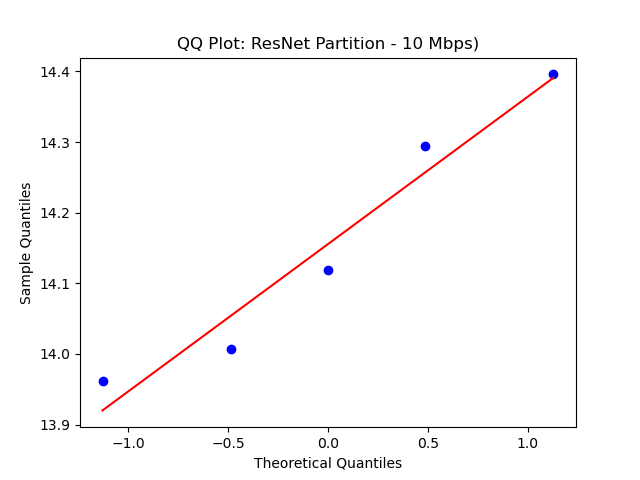 QQ Plot: ResNet Partition - 10 Mbps)
14.4
14.3
14.2
14.1
14.0
13.9
Sample Quantiles
−1.0 −0.5 0.0 0.5 1.0
Theoretical Quantiles